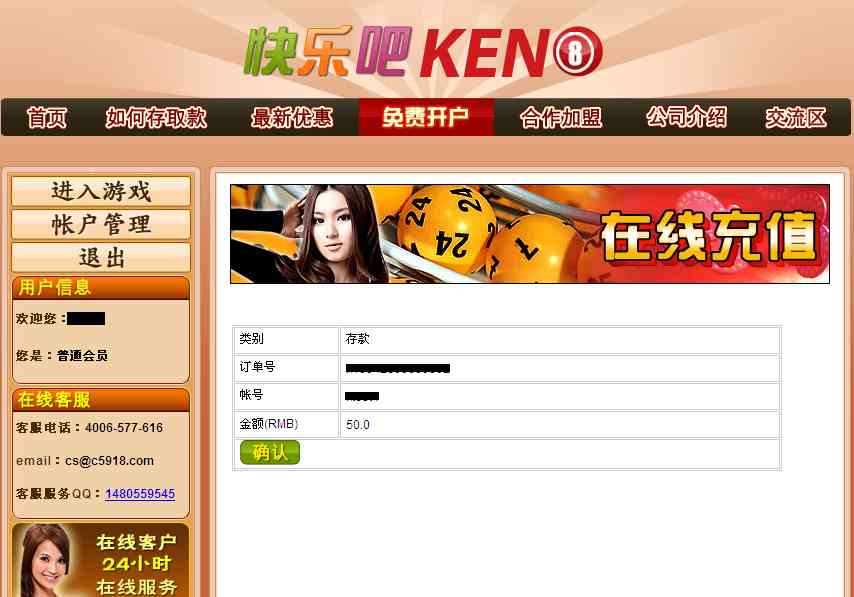 快乐吧 KENO 8
首页 如何存取款 最新优惠 免费开户 合作加盟 公司介绍 交流区
进入游戏
帐户管理
退出
用户信息
欢迎您：
您是：普通会员
在线客服
客服电话：4006-577-616
email：cs@c5918.com
客服服务QQ：1480559545
在线客户
24小时
在线服务
24 24 24 7
在线充值
类别 存款
订单号
帐号
金额(RMB) 50.0
确认